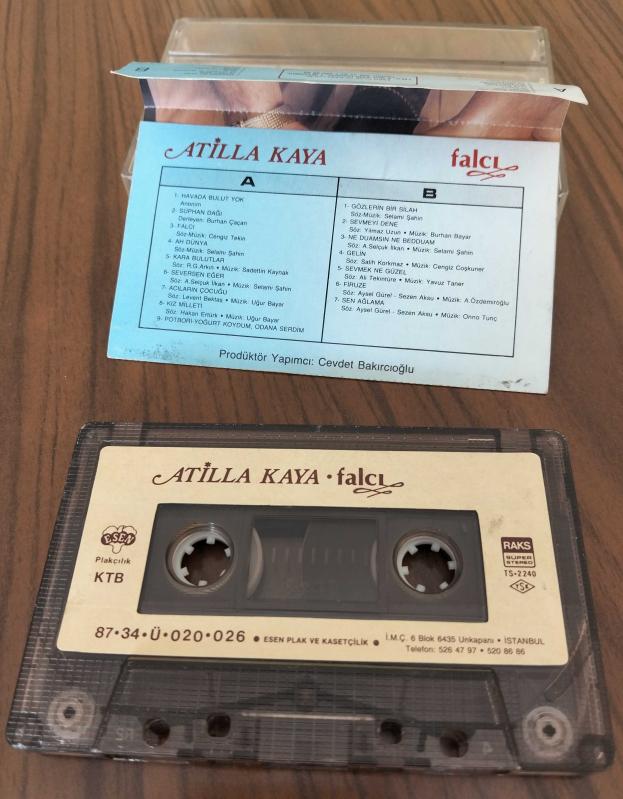 B
A
ATİLLA KAYA
falcı
A
1- HAVADA BULUT YOK
Anonim
2- SÜPHAN DAĞI
Derleyen: Burhan Çaçan
3- FALCI
Söz-Müzik: Cengiz Tekin
4- AH DÜNYA
Söz-Müzik: Selami Şahin
5- KARA BULUTLAR
Söz: R.G.Arkın • Müzik: Sadettin Kaynak
6- SEVERSEN EĞER
Söz: A.Selçuk İlkan • Müzik: Selami Şahin
7- ACILARIN ÇOCUĞU
Söz: Levent Bektaş • Müzik: Uğur Bayar
8- KIZ MİLLETİ
Söz: Hakan Ertürk • Müzik: Uğur Bayar
9- POTBORİ-YOĞURT KOYDUM, ODANA SERDİM
B
1- GÖZLERİN BİR SİLAH
Söz-Müzik: Selami Şahin
2- SEVMEYİ DENE
Söz: Yılmaz Uzun • Müzik: Burhan Bayar
3- NE DUAMSIN NE BEDDUAM
Söz: A.Selçuk İlkan • Müzik: Selami Şahin
4- GELİN
Söz: Salih Korkmaz • Müzik: Cengiz Coşkuner
5- SEVMEK NE GÜZEL
Söz: Ali Tekintüre • Müzik: Yavuz Taner
6- FİRUZE
Söz: Aysel Gürel - Sezen Aksu • Müzik: A.Özdemiroğlu
7- SEN AĞLAMA
Söz: Aysel Gürel - Sezen Aksu • Müzik: Onno Tunç
Prodüktör Yapımcı: Cevdet Bakırcıoğlu
ATİLLA KAYA • falcı
ESEN
Plakçılık
KTB
RAKS
SUPER
STEREO
TS•2240
TSK
87•34•Ü•020•026 • ESEN PLAK VE KASETÇİLİK •
İ.M.Ç. 6 Blok 6435 Unkapanı • İSTANBUL
Telefon: 526 47 97 • 520 86 86